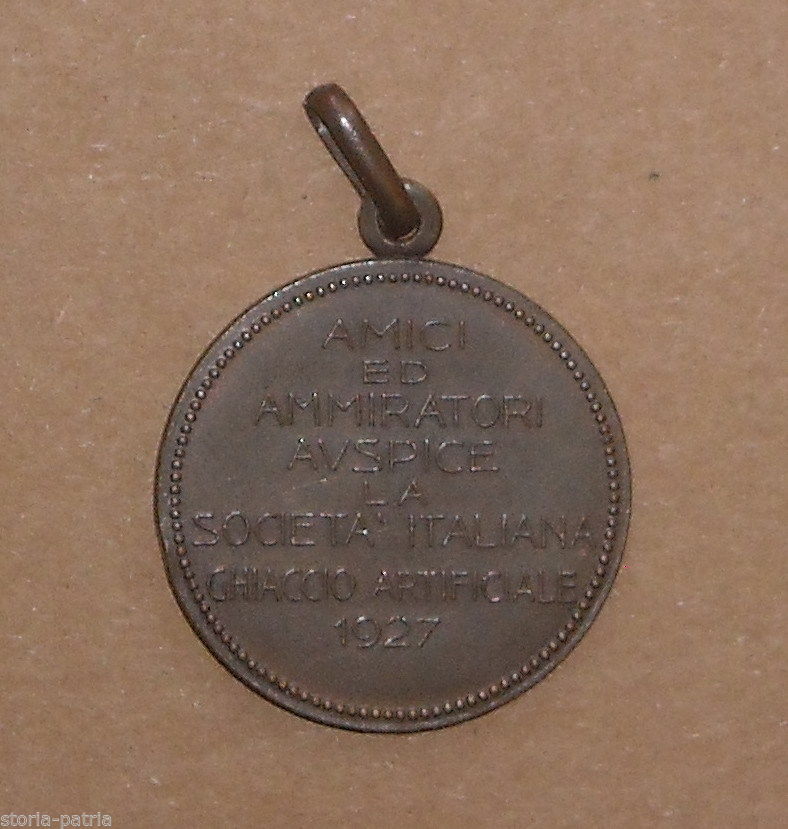 AMICI
ED
AMMIRATORI
AVSPICE
LA
SOCIETA' ITALIANA
GHIACCIO ARTIFICIALE
1927
storia-patria